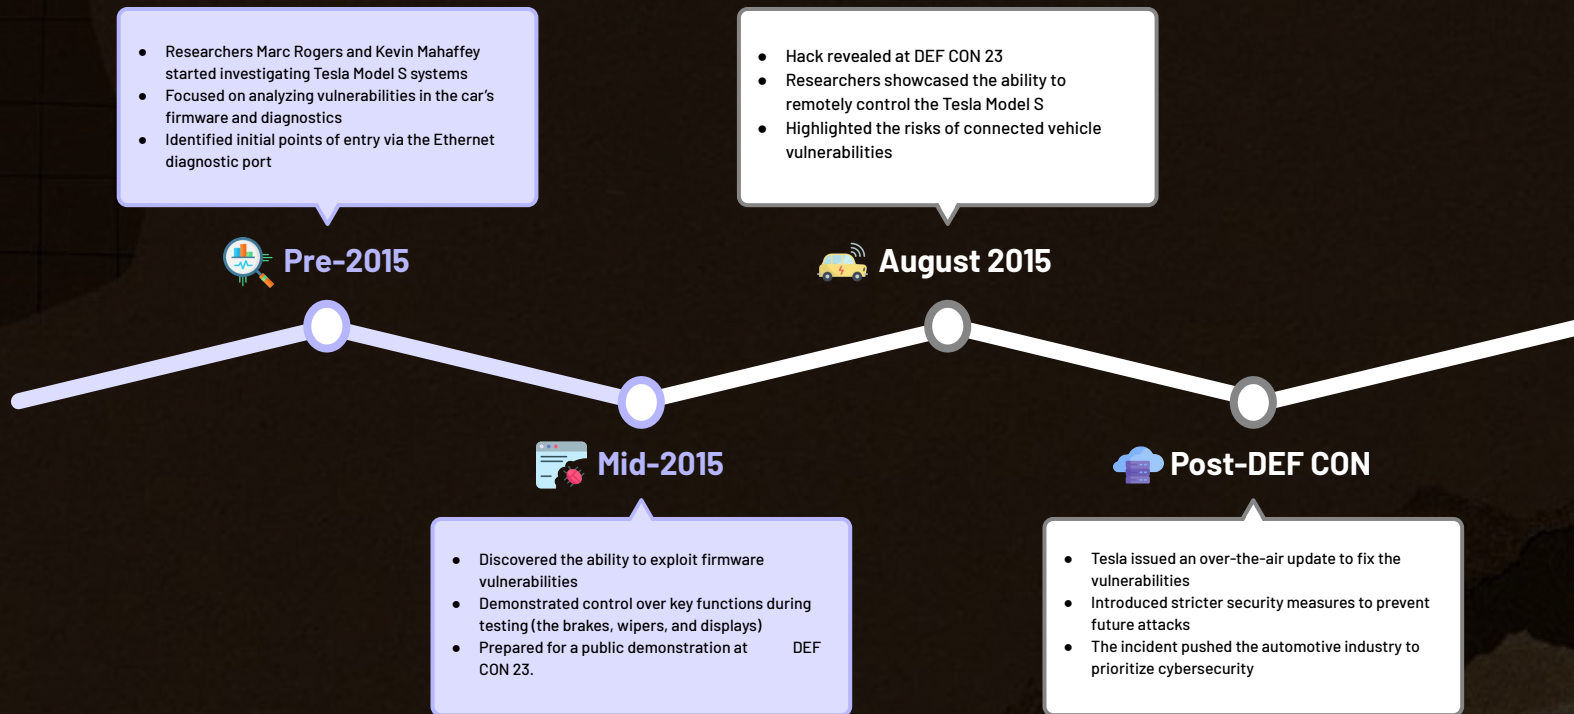 ● Researchers Marc Rogers and Kevin Mahaffey
started investigating Tesla Model S systems
● Focused on analyzing vulnerabilities in the car's
firmware and diagnostics
● Identified initial points of entry via the Ethernet
diagnostic port
Pre-2015
Mid-2015
● Discovered the ability to exploit firmware
vulnerabilities
● Demonstrated control over key functions during
testing (the brakes, wipers, and displays)
● Prepared for a public demonstration at DEF
CON 23.
● Hack revealed at DEF CON 23
● Researchers showcased the ability to
remotely control the Tesla Model S
● Highlighted the risks of connected vehicle
vulnerabilities
August 2015
Post-DEF CON
● Tesla issued an over-the-air update to fix the
vulnerabilities
● Introduced stricter security measures to prevent
future attacks
● The incident pushed the automotive industry to
prioritize cybersecurity